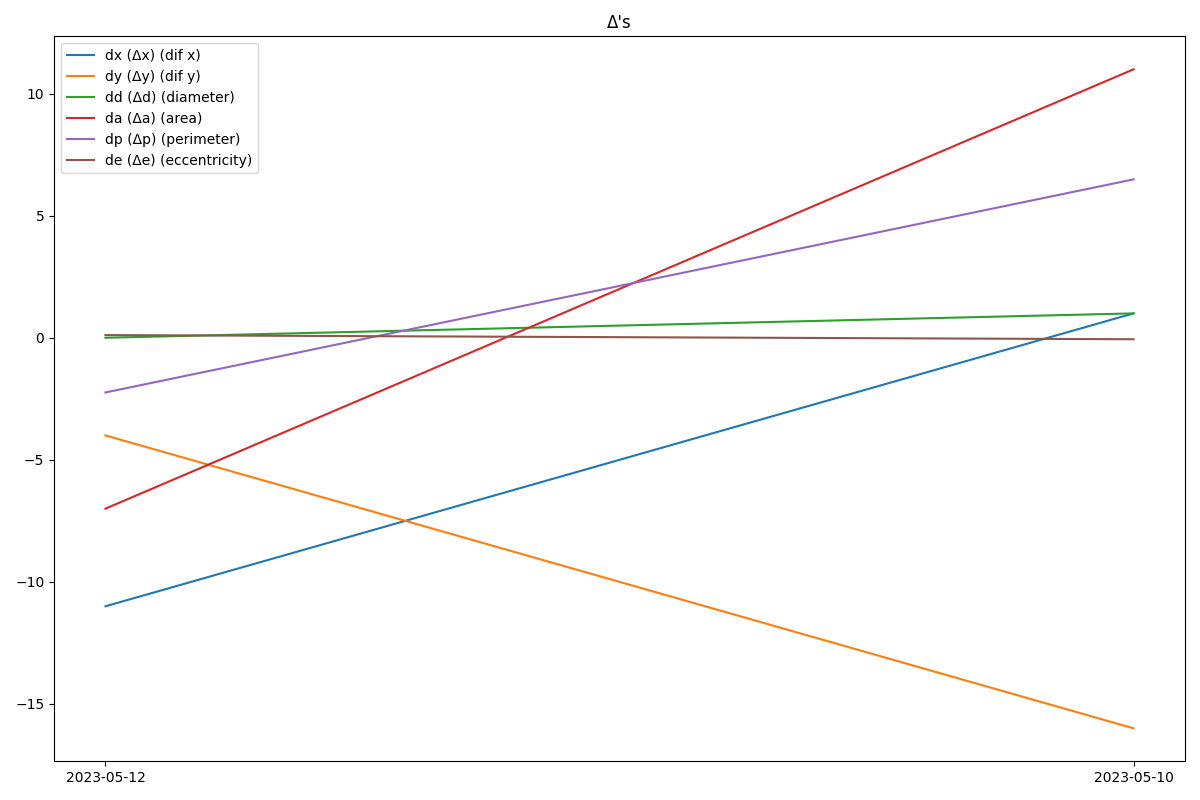 Δ's
dx (Δx) (dif x)
dy (Δy) (dif y)
dd (Δd) (diameter)
da (Δa) (area)
dp (Δp) (perimeter)
de (Δe) (eccentricity)
10
5
0
−5
−10
−15
2023-05-12 2023-05-10